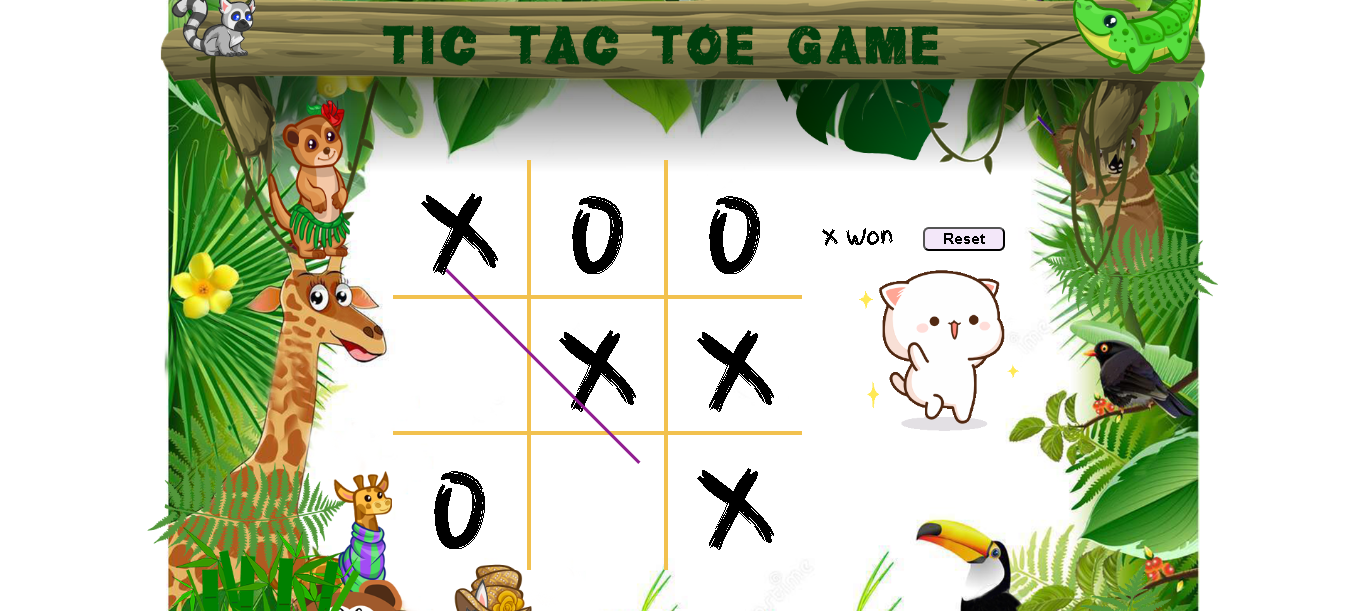 TIC TAC TOE GAME
X O O
X won Reset
X X
O X